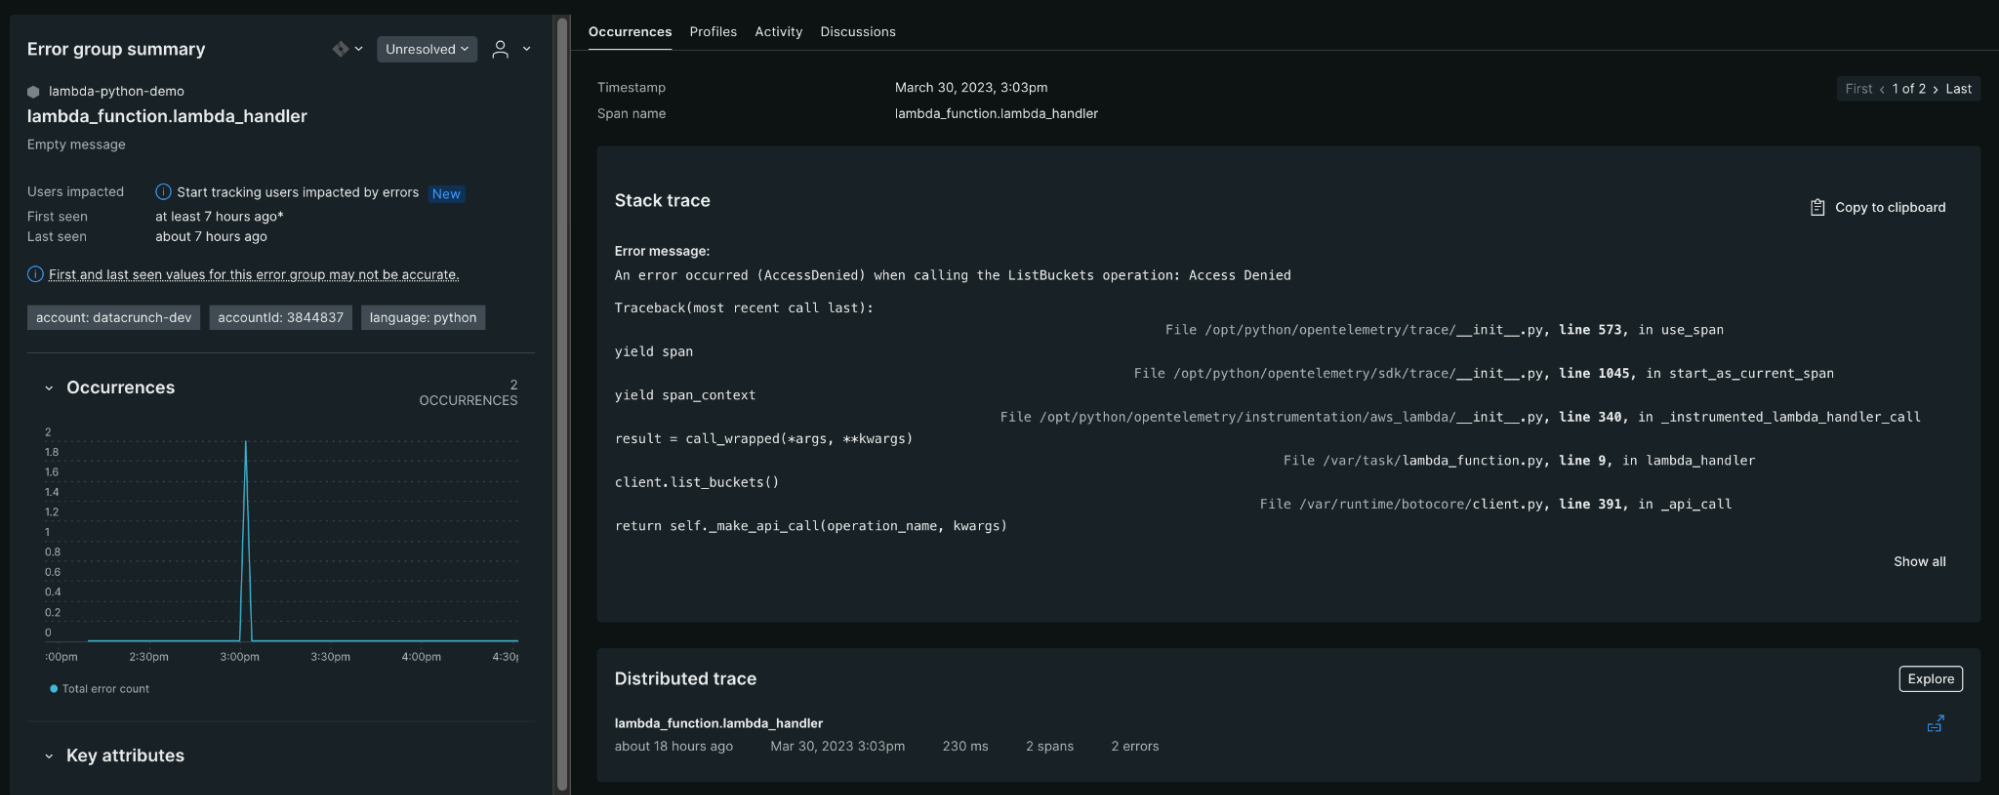 Error group summary
Unresolved
lambda-python-demo
lambda_function.lambda_handler
Empty message
Users impacted Start tracking users impacted by errors New
First seen at least 7 hours ago*
Last seen about 7 hours ago
First and last seen values for this error group may not be accurate.
account: datacrunch-dev accountId: 3844837 language: python
Occurrences 2
OCCURRENCES
2
1.8
1.6
1.4
1.2
1
0.8
0.6
0.4
0.2
0
:00pm 2:30pm 3:00pm 3:30pm 4:00pm 4:30p
Total error count
Key attributes
Occurrences Profiles Activity Discussions
Timestamp March 30, 2023, 3:03pm First ‹ 1 of 2 › Last
Span name lambda_function.lambda_handler
Stack trace
Copy to clipboard
Error message:
An error occurred (AccessDenied) when calling the ListBuckets operation: Access Denied
Traceback(most recent call last):
File /opt/python/opentelemetry/trace/__init__.py, line 573, in use_span
yield span
File /opt/python/opentelemetry/sdk/trace/__init__.py, line 1045, in start_as_current_span
yield span_context
File /opt/python/opentelemetry/instrumentation/aws_lambda/__init__.py, line 340, in _instrumented_lambda_handler_call
result = call_wrapped(*args, **kwargs)
File /var/task/lambda_function.py, line 9, in lambda_handler
client.list_buckets()
File /var/runtime/botocore/client.py, line 391, in _api_call
return self._make_api_call(operation_name, kwargs)
Show all
Distributed trace
Explore
lambda_function.lambda_handler
about 18 hours ago Mar 30, 2023 3:03pm 230 ms 2 spans 2 errors